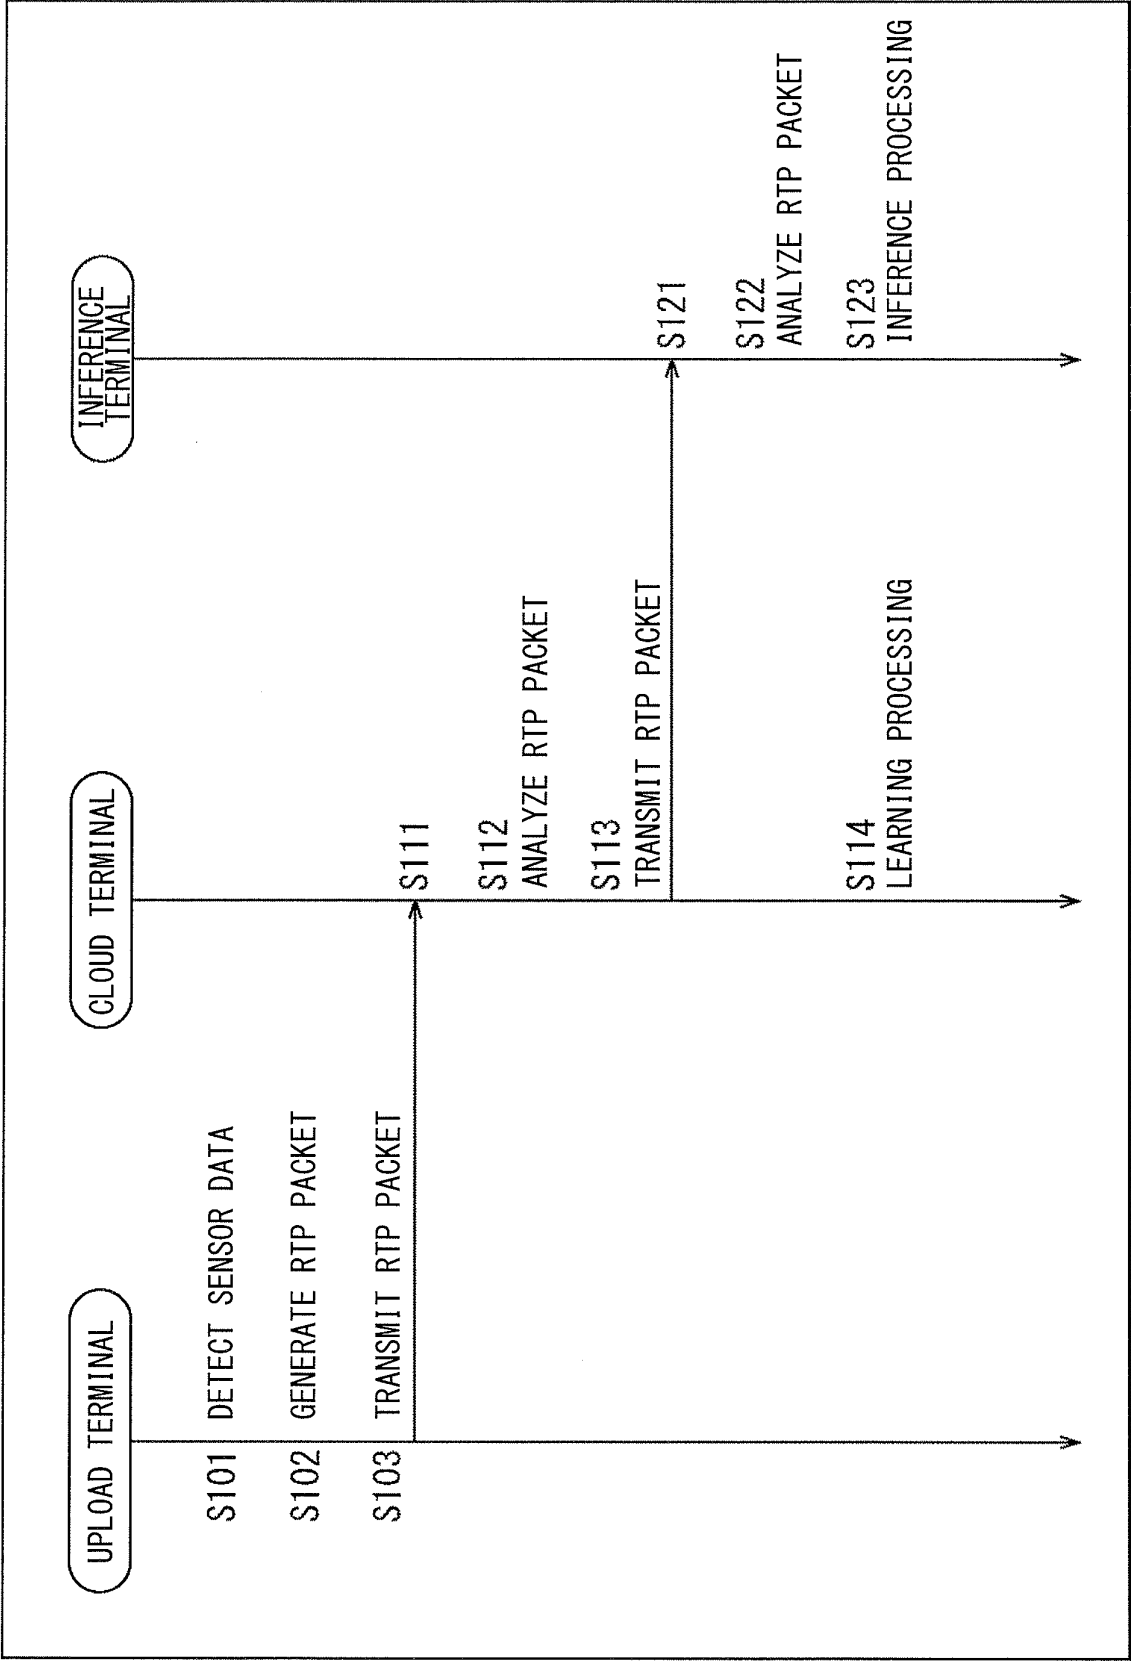 UPLOAD TERMINAL
CLOUD TERMINAL
INFERENCE
TERMINAL
S101 DETECT SENSOR DATA
S102 GENERATE RTP PACKET
S103 TRANSMIT RTP PACKET
S111
S112
ANALYZE RTP PACKET
S113
TRANSMIT RTP PACKET
S121
S122
ANALYZE RTP PACKET
S114
LEARNING PROCESSING
S123
INFERENCE PROCESSING